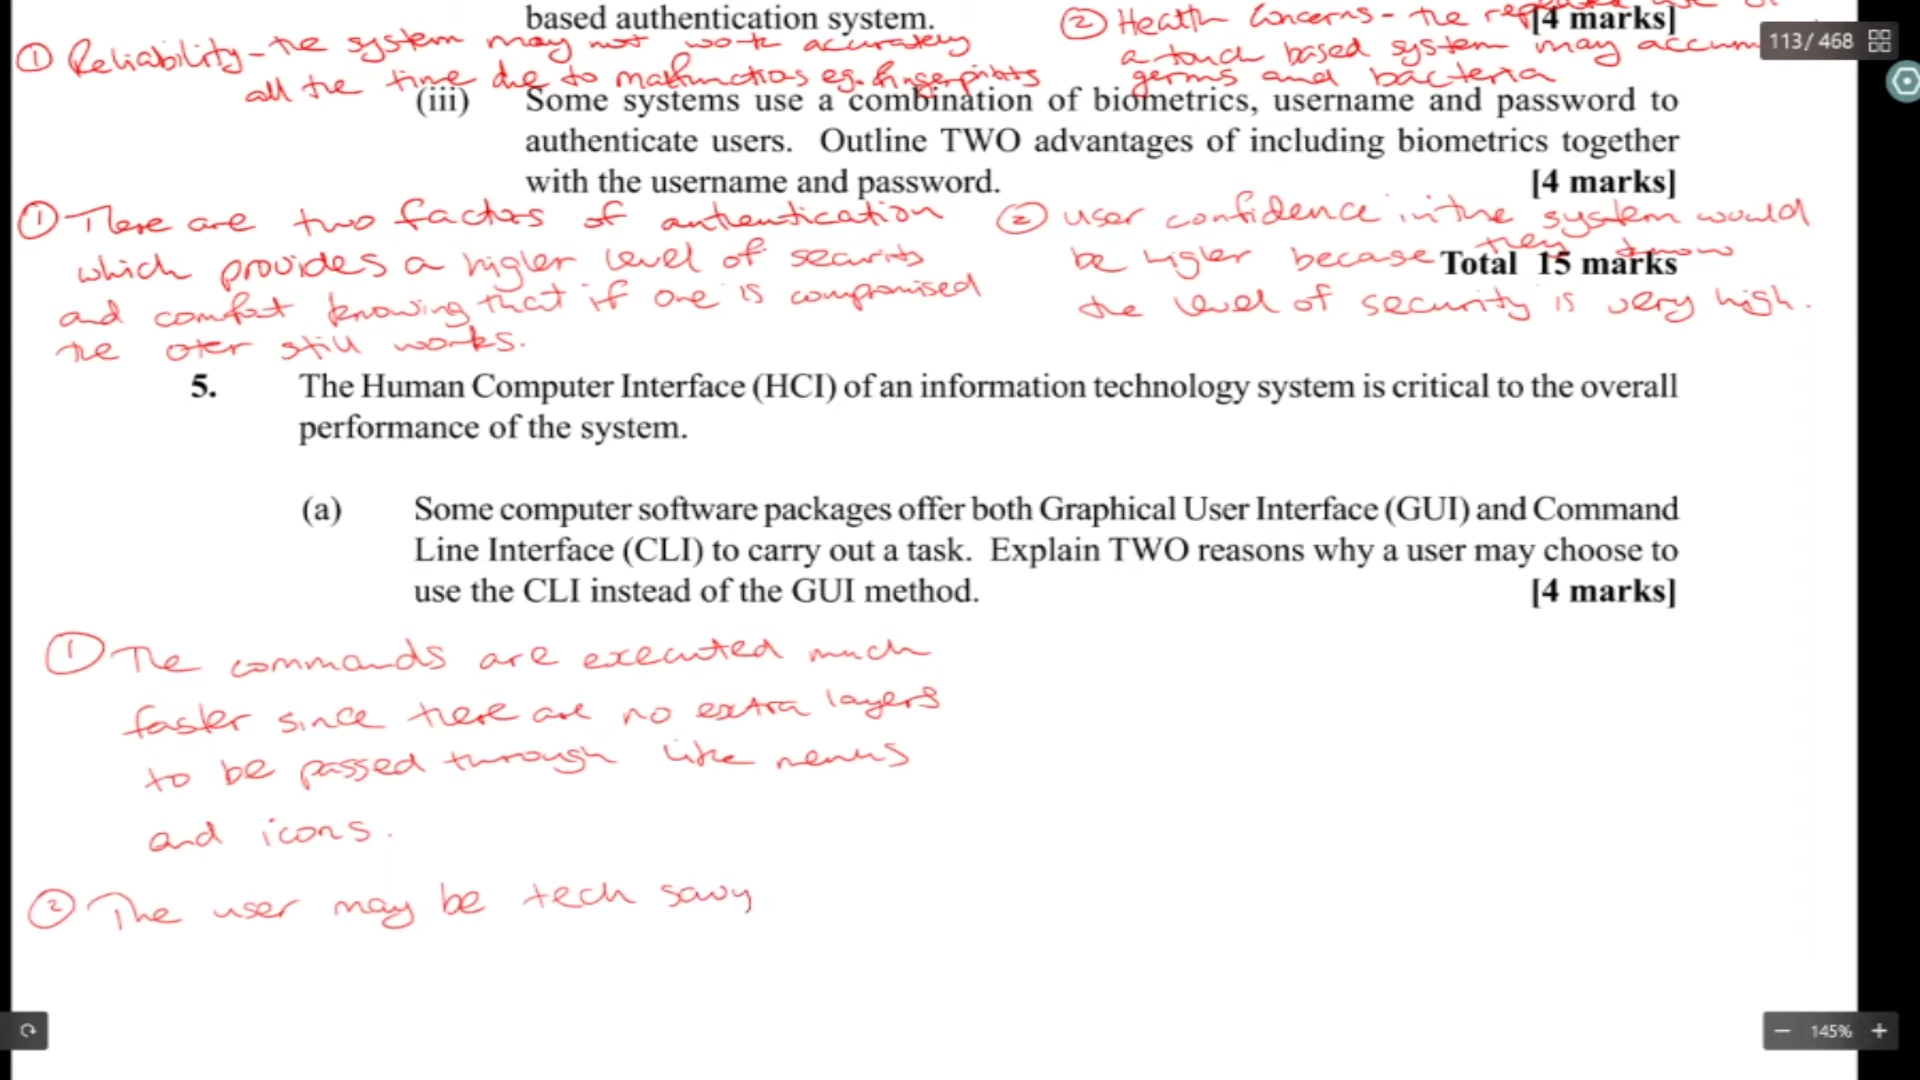 based authentication system. [4 marks]
① Reliability - the system may not work accurately
all the time due to malfunctions eg. fingerprints
② Health Concerns - the
a touch based system may accum
germs and bacteria
113/ 468
(iii) Some systems use a combination of biometrics, username and password to
authenticate users. Outline TWO advantages of including biometrics together
with the username and password. [4 marks]
① There are two factors of authentication
which provides a higher level of security
and comfort knowing that if one is compromised
the other still works.
② user confidence in the system would
be higher because they know
the level of security is very high.
Total 15 marks
5. The Human Computer Interface (HCI) of an information technology system is critical to the overall
performance of the system.
(a) Some computer software packages offer both Graphical User Interface (GUI) and Command
Line Interface (CLI) to carry out a task. Explain TWO reasons why a user may choose to
use the CLI instead of the GUI method. [4 marks]
① The commands are executed much
faster since there are no extra layers
to be passed through like menus
and icons.
② The user may be tech savvy
145%